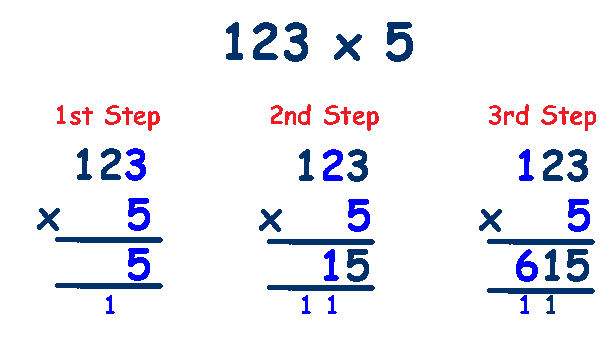 123 x 5
1st Step 2nd Step 3rd Step
123 123 123
x 5 x 5 x 5
5 15 615
1 1 1 1 1